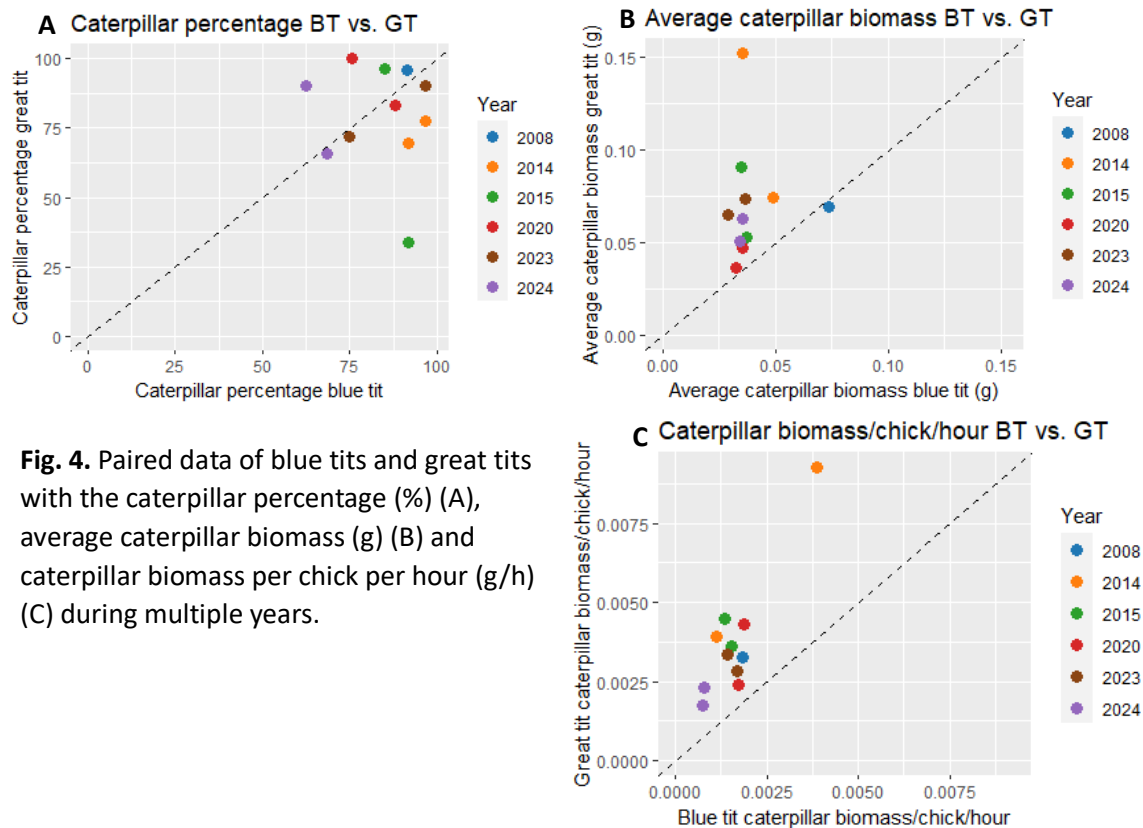 A Caterpillar percentage BT vs. GT
Caterpillar percentage great tit
100
75
50
25
0
0 25 50 75 100
Caterpillar percentage blue tit
Year
2008
2014
2015
2020
2023
2024
B Average caterpillar biomass BT vs. GT
Average caterpillar biomass great tit (g)
0.15
0.10
0.05
0.00
0.00 0.05 0.10 0.15
Average caterpillar biomass blue tit (g)
Year
2008
2014
2015
2020
2023
2024
Fig. 4. Paired data of blue tits and great tits
with the caterpillar percentage (%) (A),
average caterpillar biomass (g) (B) and
caterpillar biomass per chick per hour (g/h)
(C) during multiple years.
C Caterpillar biomass/chick/hour BT vs. GT
Great tit caterpillar biomass/chick/hour
0.0075
0.0050
0.0025
0.0000
0.0000 0.0025 0.0050 0.0075
Blue tit caterpillar biomass/chick/hour
Year
2008
2014
2015
2020
2023
2024